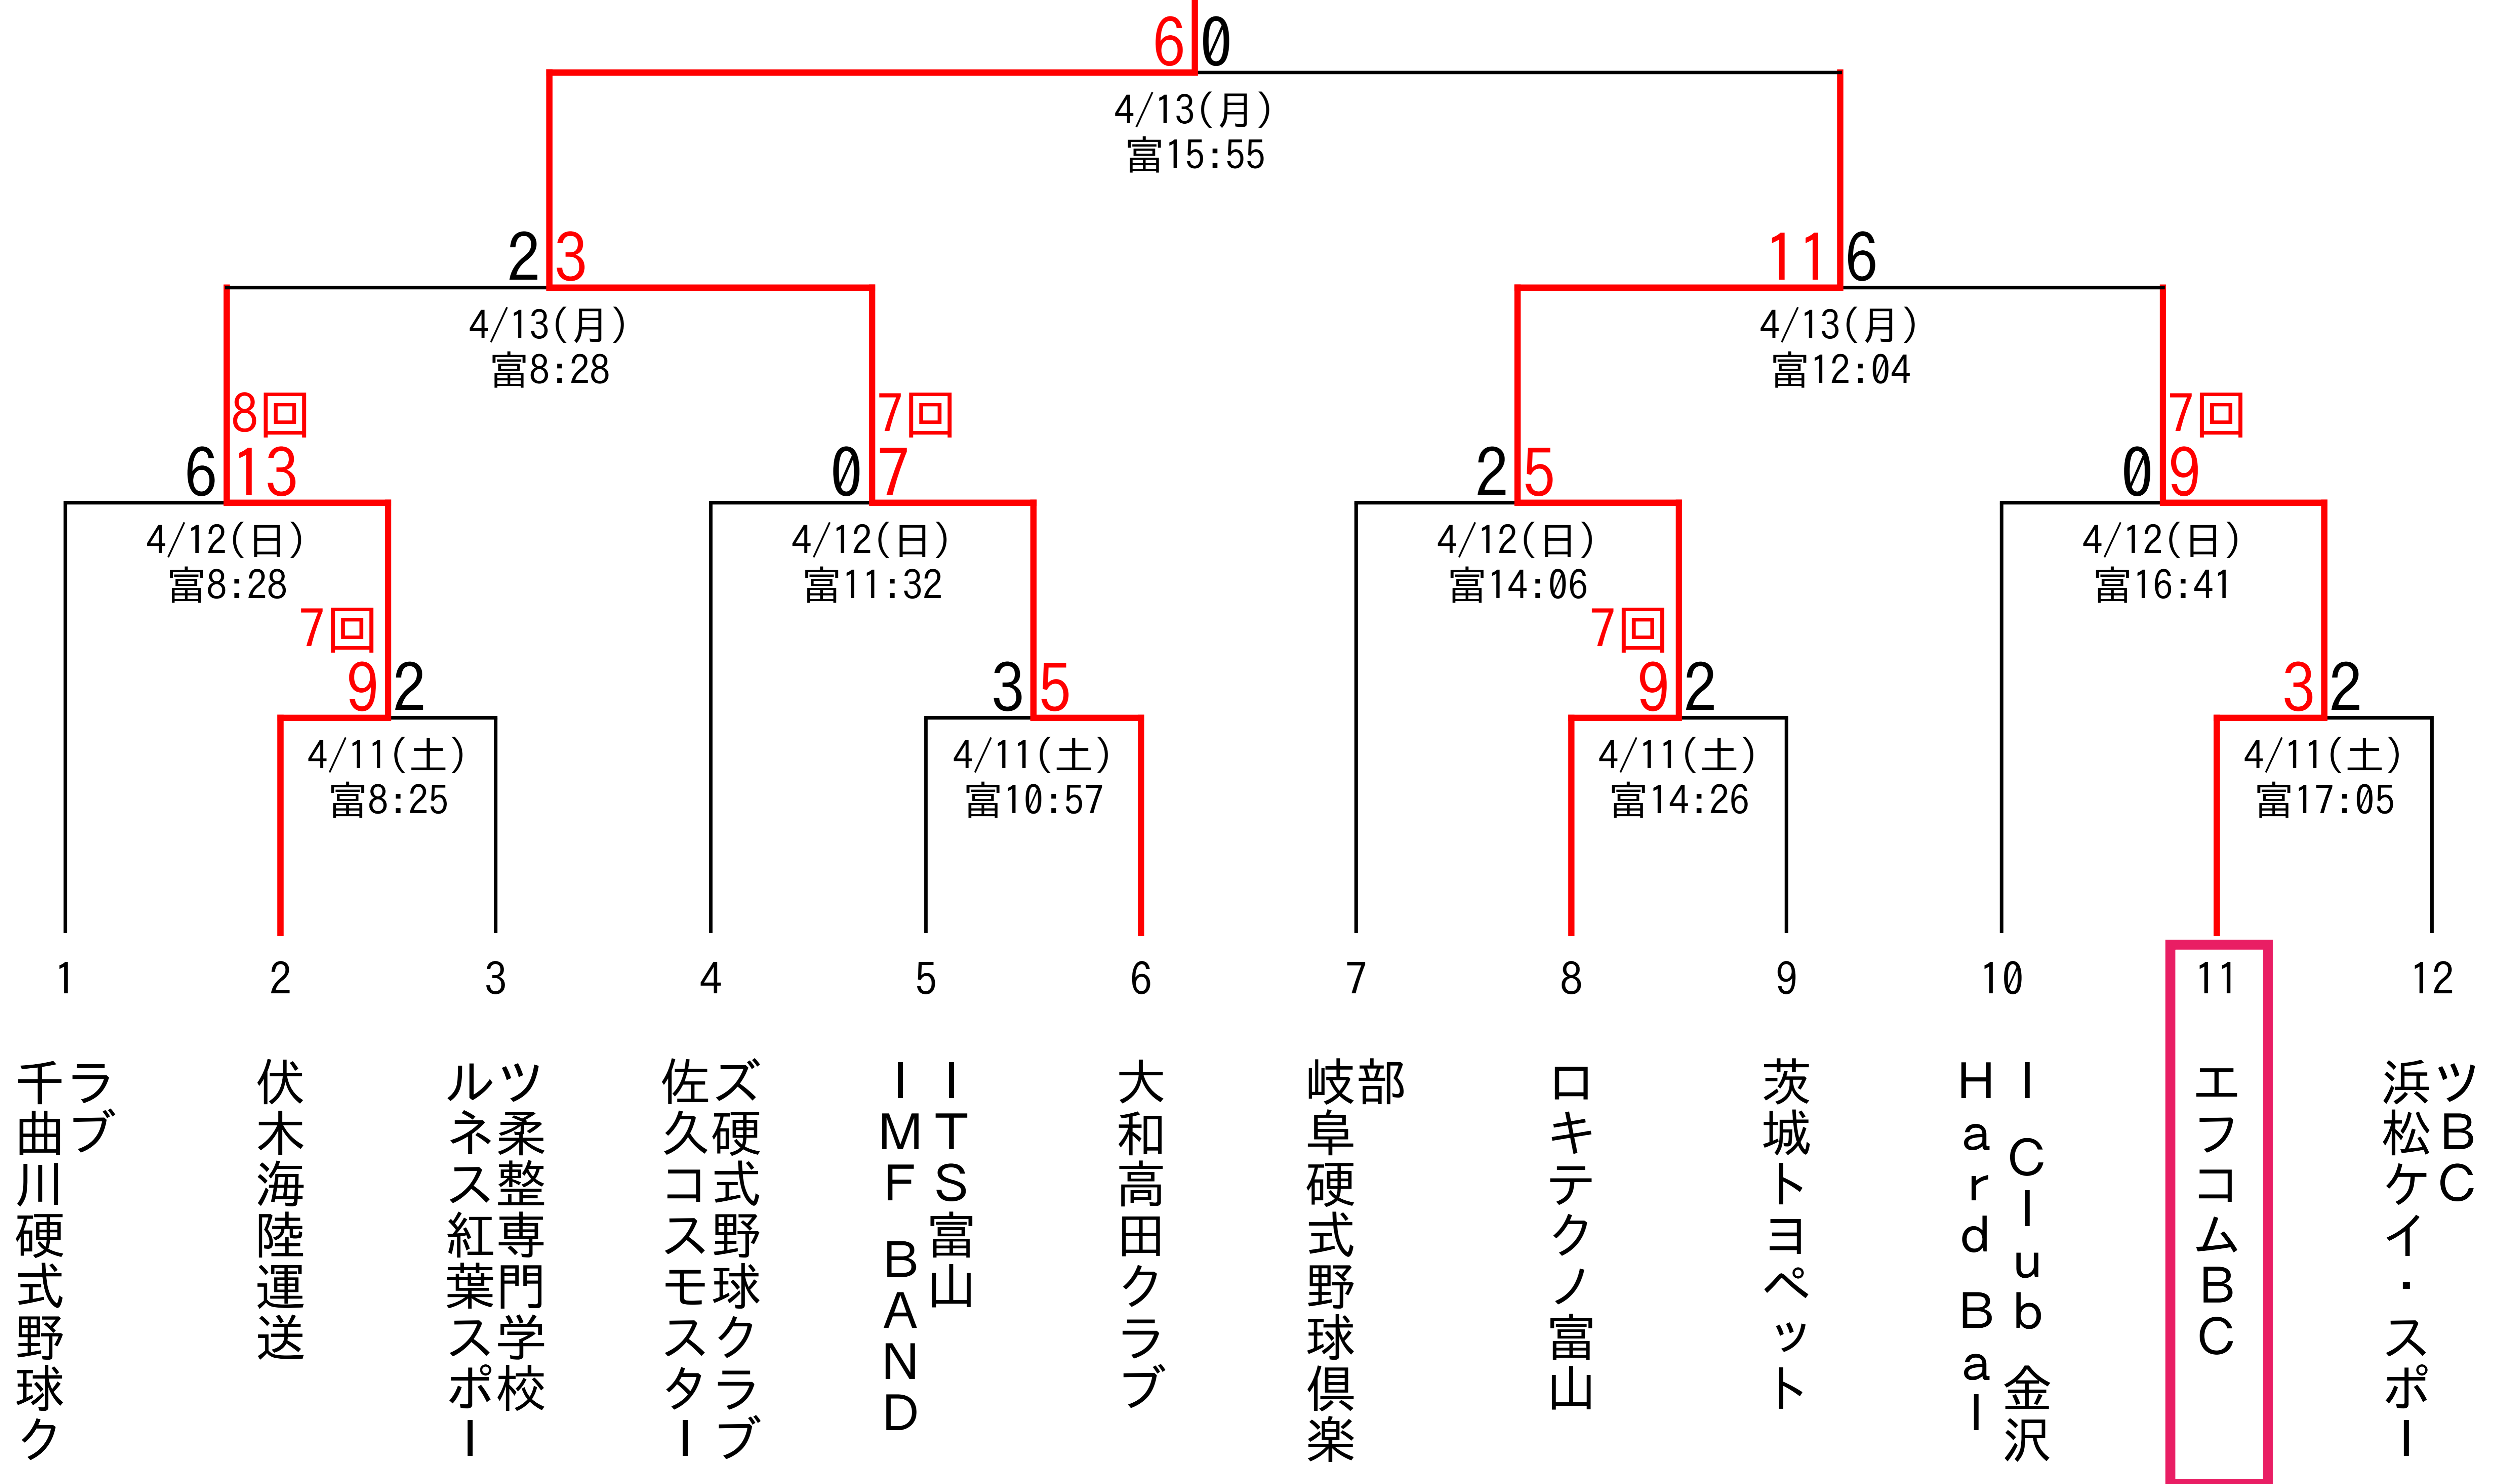 6 0
4/13(月)
富15:55
2 3
4/13(月)
富8:28
11 6
4/13(月)
富12:04
8回
6 13
4/12(日)
富8:28
7回
0 7
4/12(日)
富11:32
2 5
4/12(日)
富14:06
7回
0 9
4/12(日)
富16:41
7回
9 2
4/11(土)
富8:25
3 5
4/11(土)
富10:57
7回
9 2
4/11(土)
富14:26
3 2
4/11(土)
富17:05
1
千曲川硬式野球ク
ラブ
2
伏木海陸運送
3
ルネス紅葉スポー
ツ柔整専門学校
4
佐久コスモスター
ズ硬式野球クラブ
5
IMF BAND
ITS富山
6
大和高田クラブ
7
岐阜硬式野球倶楽
部
8
ロキテクノ富山
9
茨城トヨペット
10
Hard Bal
l Club 金沢
11
エフコムBC
12
浜松ケイ・スポー
ツBC